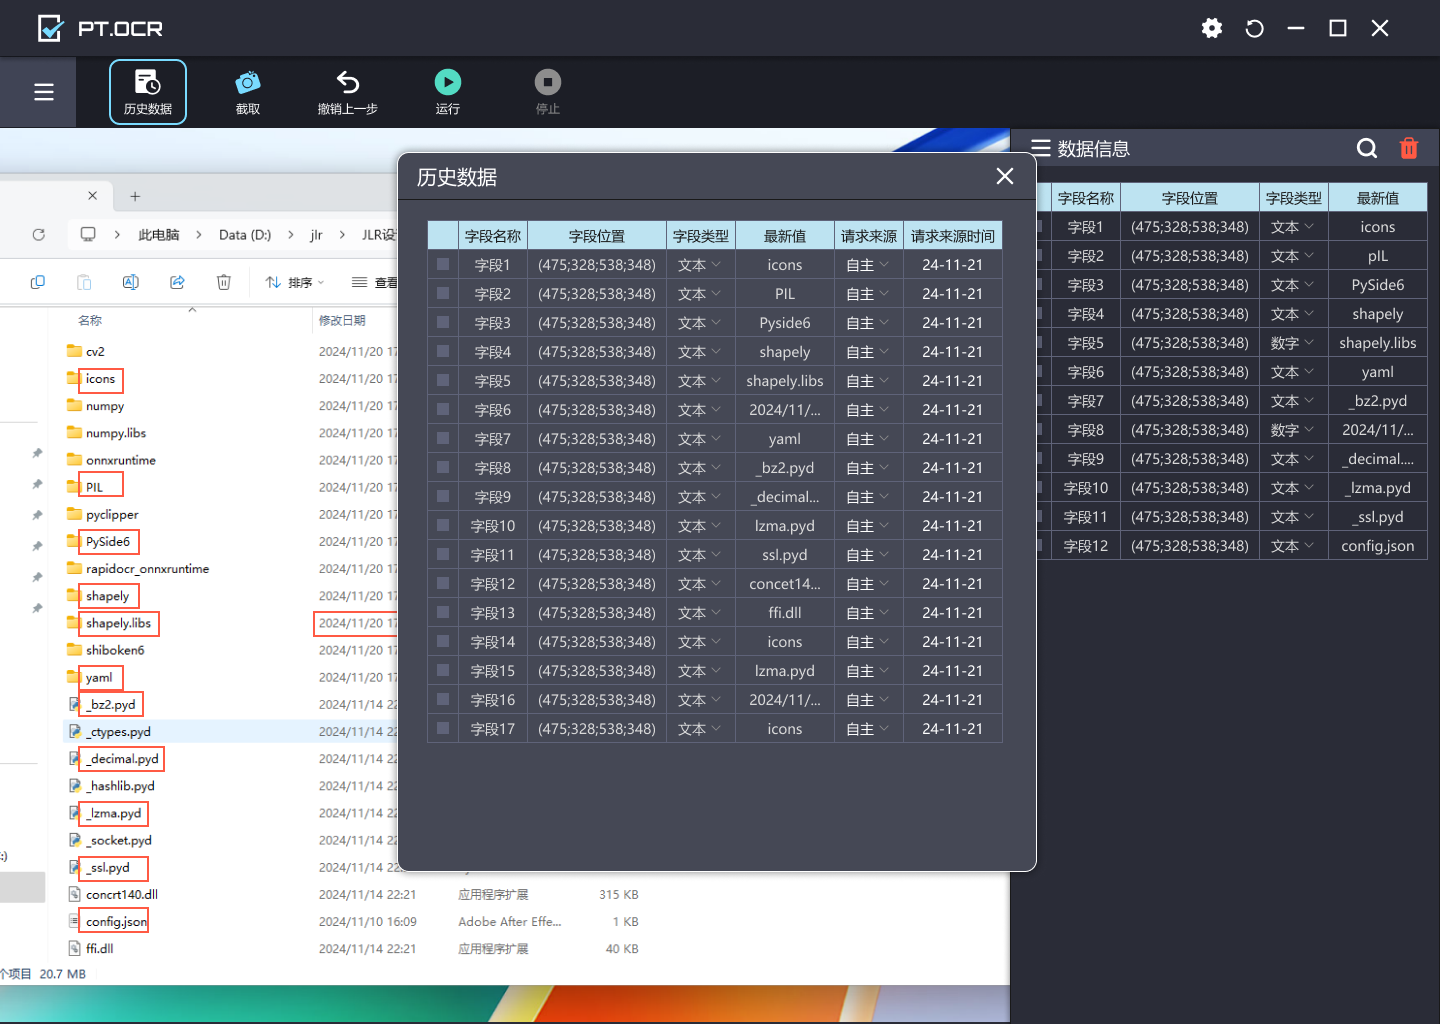 PT.OCR
历史数据
截取
撤销上一步
运行
停止
此电脑
Data (D:)
jlr
JLR设
排序
查看
名称
修改日期
cv2 2024/11/20 17
icons 2024/11/20 17
numpy 2024/11/20 17
numpy.libs 2024/11/20 17
onnxruntime 2024/11/20 17
PIL 2024/11/20 17
pyclipper 2024/11/20 17
PySide6 2024/11/20 17
rapidocr_onnxruntime 2024/11/20 17
shapely 2024/11/20 17
shapely.libs 2024/11/20 17
shiboken6 2024/11/20 17
yaml 2024/11/20 17
_bz2.pyd 2024/11/14 22
_ctypes.pyd 2024/11/14 22
_decimal.pyd 2024/11/14 22
_hashlib.pyd 2024/11/14 22
_lzma.pyd 2024/11/14 22
_socket.pyd 2024/11/14 22
_ssl.pyd 2024/11/14 22
concrt140.dll 2024/11/14 22:21 应用程序扩展 315 KB
config.json 2024/11/10 16:09 Adobe After Effe... 1 KB
ffi.dll 2024/11/14 22:21 应用程序扩展 40 KB
:)
个项目 20.7 MB
历史数据
字段名称 字段位置 字段类型 最新值 请求来源 请求来源时间
字段1 (475;328;538;348) 文本 icons 自主 24-11-21
字段2 (475;328;538;348) 文本 PIL 自主 24-11-21
字段3 (475;328;538;348) 文本 Pyside6 自主 24-11-21
字段4 (475;328;538;348) 文本 shapely 自主 24-11-21
字段5 (475;328;538;348) 文本 shapely.libs 自主 24-11-21
字段6 (475;328;538;348) 文本 2024/11/... 自主 24-11-21
字段7 (475;328;538;348) 文本 yaml 自主 24-11-21
字段8 (475;328;538;348) 文本 _bz2.pyd 自主 24-11-21
字段9 (475;328;538;348) 文本 _decimal... 自主 24-11-21
字段10 (475;328;538;348) 文本 lzma.pyd 自主 24-11-21
字段11 (475;328;538;348) 文本 ssl.pyd 自主 24-11-21
字段12 (475;328;538;348) 文本 concet14... 自主 24-11-21
字段13 (475;328;538;348) 文本 ffi.dll 自主 24-11-21
字段14 (475;328;538;348) 文本 icons 自主 24-11-21
字段15 (475;328;538;348) 文本 lzma.pyd 自主 24-11-21
字段16 (475;328;538;348) 文本 2024/11/... 自主 24-11-21
字段17 (475;328;538;348) 文本 icons 自主 24-11-21
数据信息
字段名称 字段位置 字段类型 最新值
字段1 (475;328;538;348) 文本 icons
字段2 (475;328;538;348) 文本 pIL
字段3 (475;328;538;348) 文本 PySide6
字段4 (475;328;538;348) 文本 shapely
字段5 (475;328;538;348) 数字 shapely.libs
字段6 (475;328;538;348) 文本 yaml
字段7 (475;328;538;348) 文本 _bz2.pyd
字段8 (475;328;538;348) 数字 2024/11/...
字段9 (475;328;538;348) 文本 _decimal....
字段10 (475;328;538;348) 文本 _lzma.pyd
字段11 (475;328;538;348) 文本 _ssl.pyd
字段12 (475;328;538;348) 文本 config.json